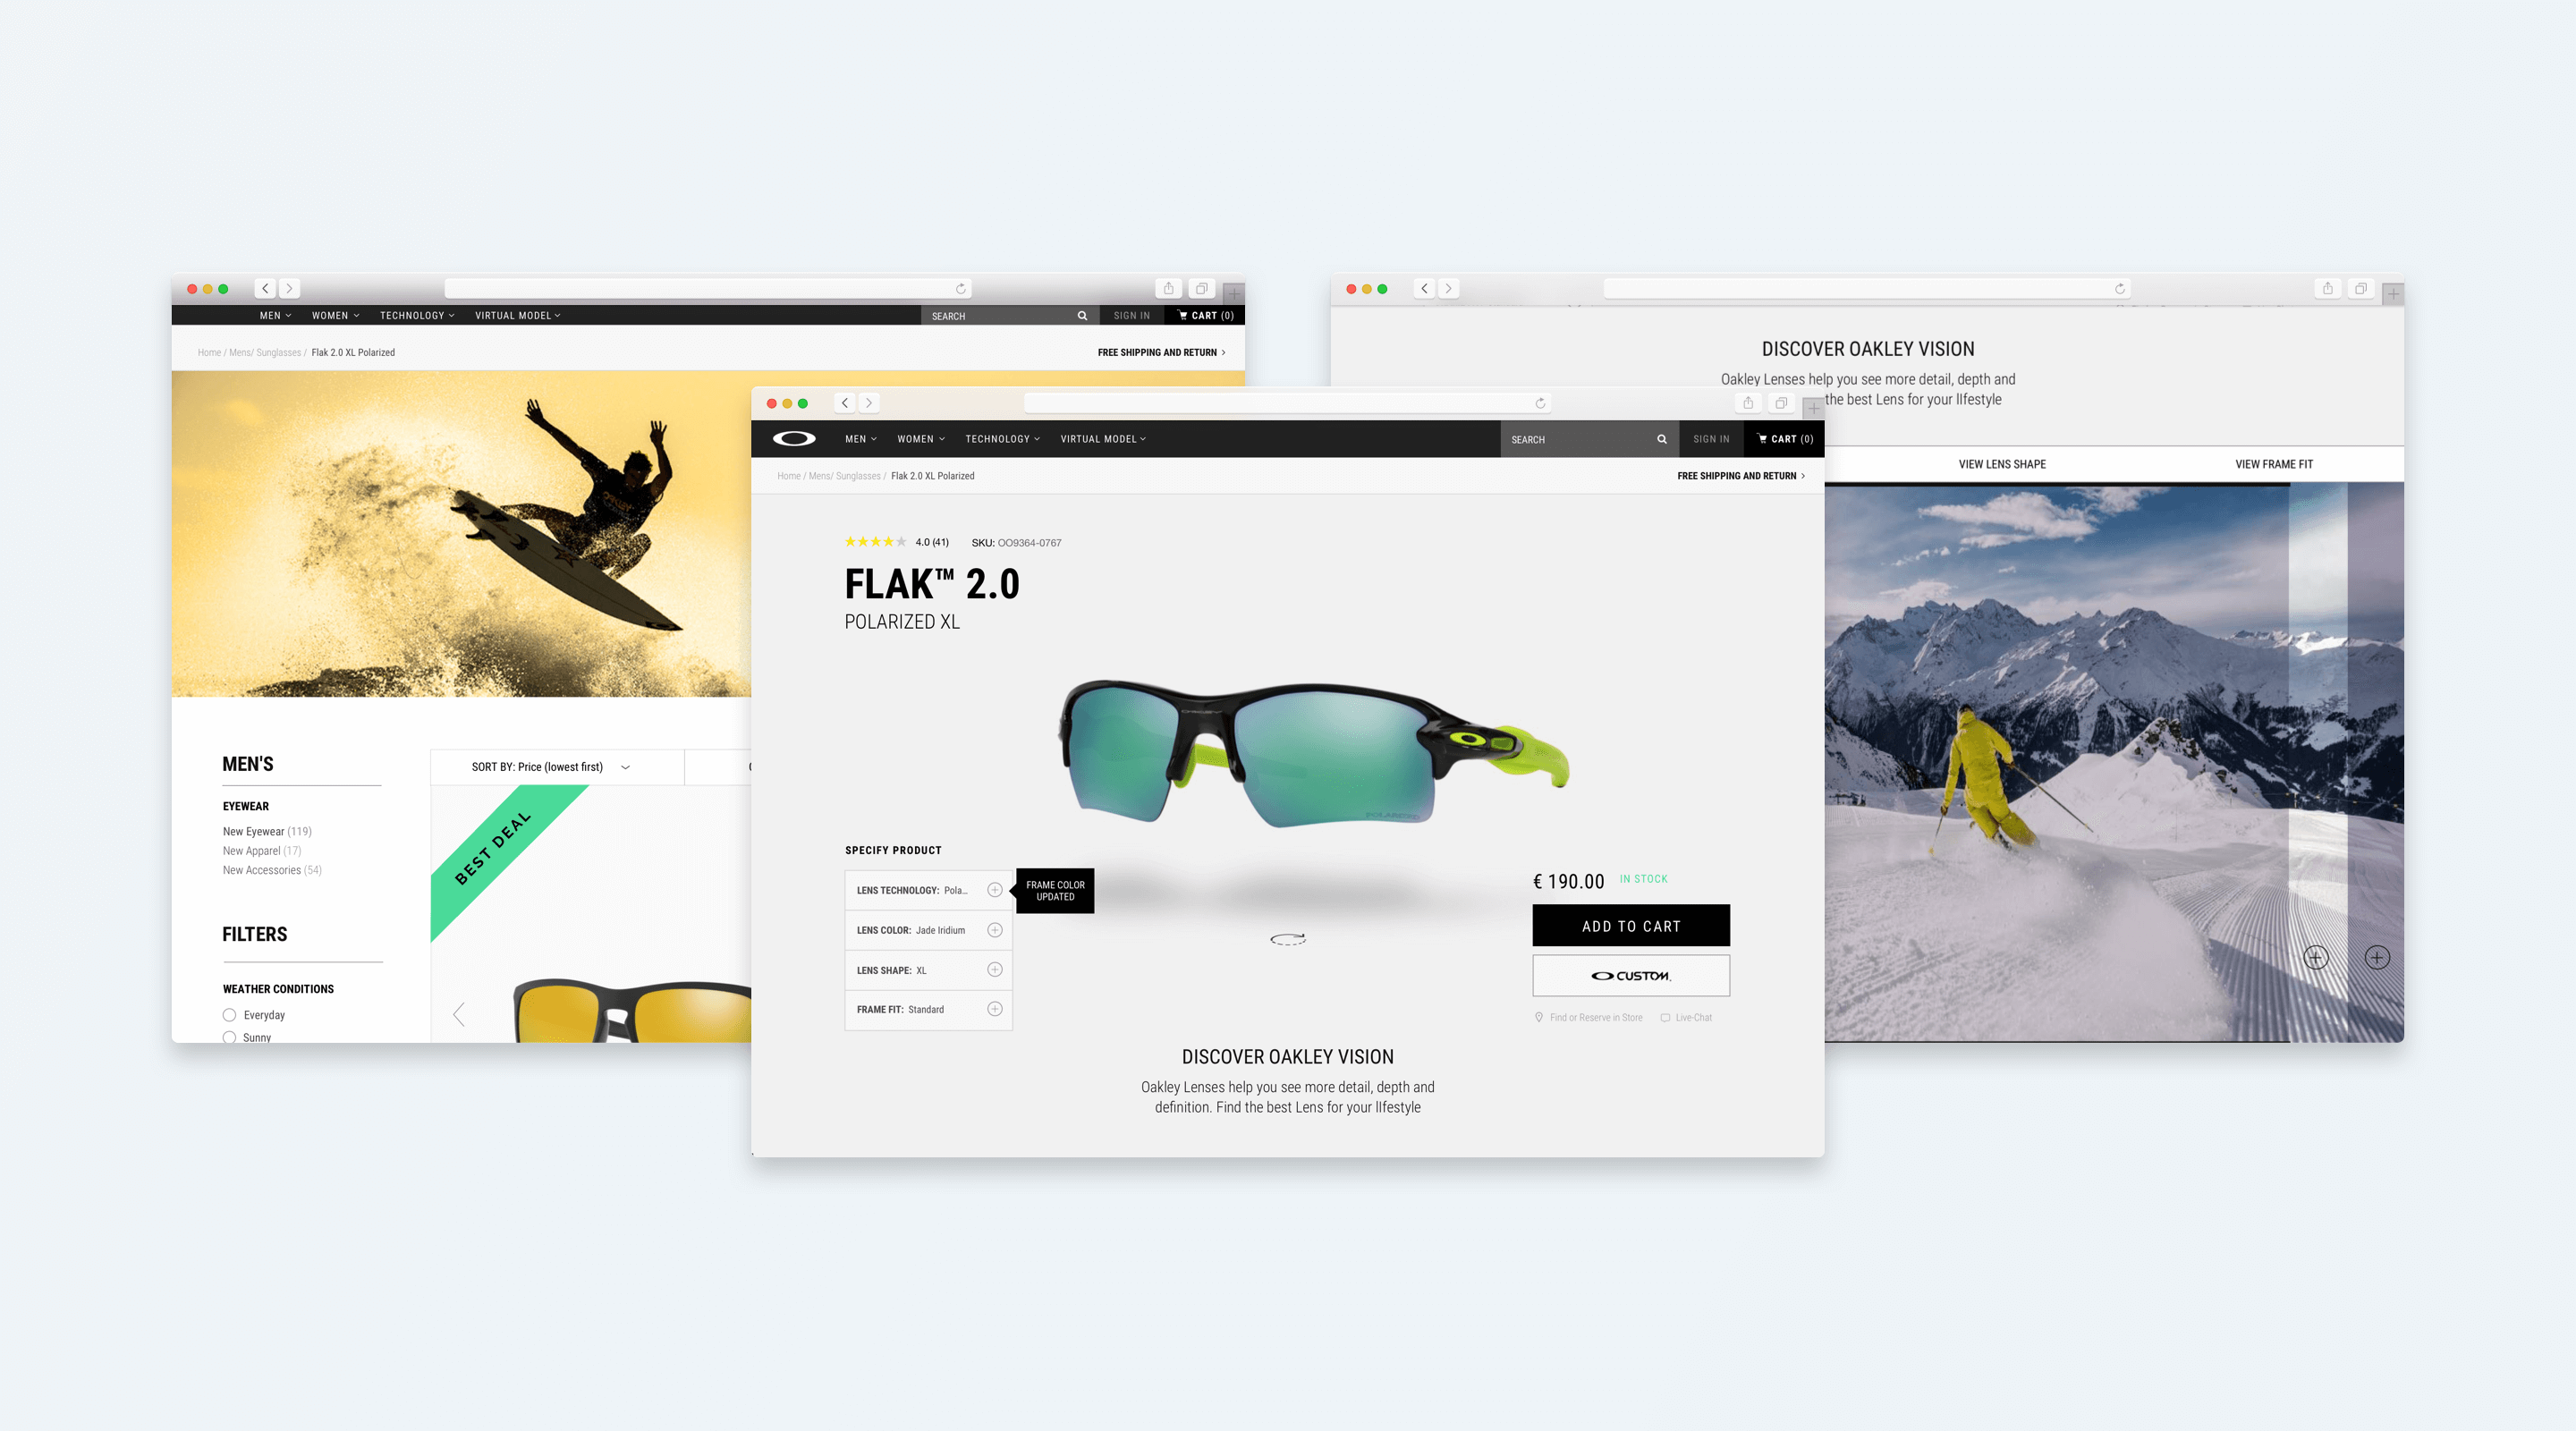 MEN
WOMEN
TECHNOLOGY
VIRTUAL MODEL
SEARCH
SIGN IN
CART (0)
Home / Mens/ Sunglasses / Flak 2.0 XL Polarized
FREE SHIPPING AND RETURN
OAKLEY
MEN'S
EYEWEAR
New Eyewear (119)
New Apparel (17)
New Accessories (54)
FILTERS
WEATHER CONDITIONS
Everyday
Sunny
SORT BY: Price (lowest first)
BEST DEAL
MEN
WOMEN
TECHNOLOGY
VIRTUAL MODEL
SEARCH
SIGN IN
CART (0)
Home / Mens/ Sunglasses / Flak 2.0 XL Polarized
FREE SHIPPING AND RETURN
4.0 (41)
SKU: OO9364-0767
FLAK™ 2.0
POLARIZED XL
OAKLEY
POLARIZED
SPECIFY PRODUCT
LENS TECHNOLOGY: Pola...
FRAME COLOR
UPDATED
LENS COLOR: Jade Iridium
LENS SHAPE: XL
FRAME FIT: Standard
€ 190.00
IN STOCK
ADD TO CART
CUSTOM
Find or Reserve in Store
Live-Chat
DISCOVER OAKLEY VISION
Oakley Lenses help you see more detail, depth and
definition. Find the best Lens for your lIfestyle
DISCOVER OAKLEY VISION
Oakley Lenses help you see more detail, depth and
the best Lens for your lIfestyle
VIEW LENS SHAPE
VIEW FRAME FIT